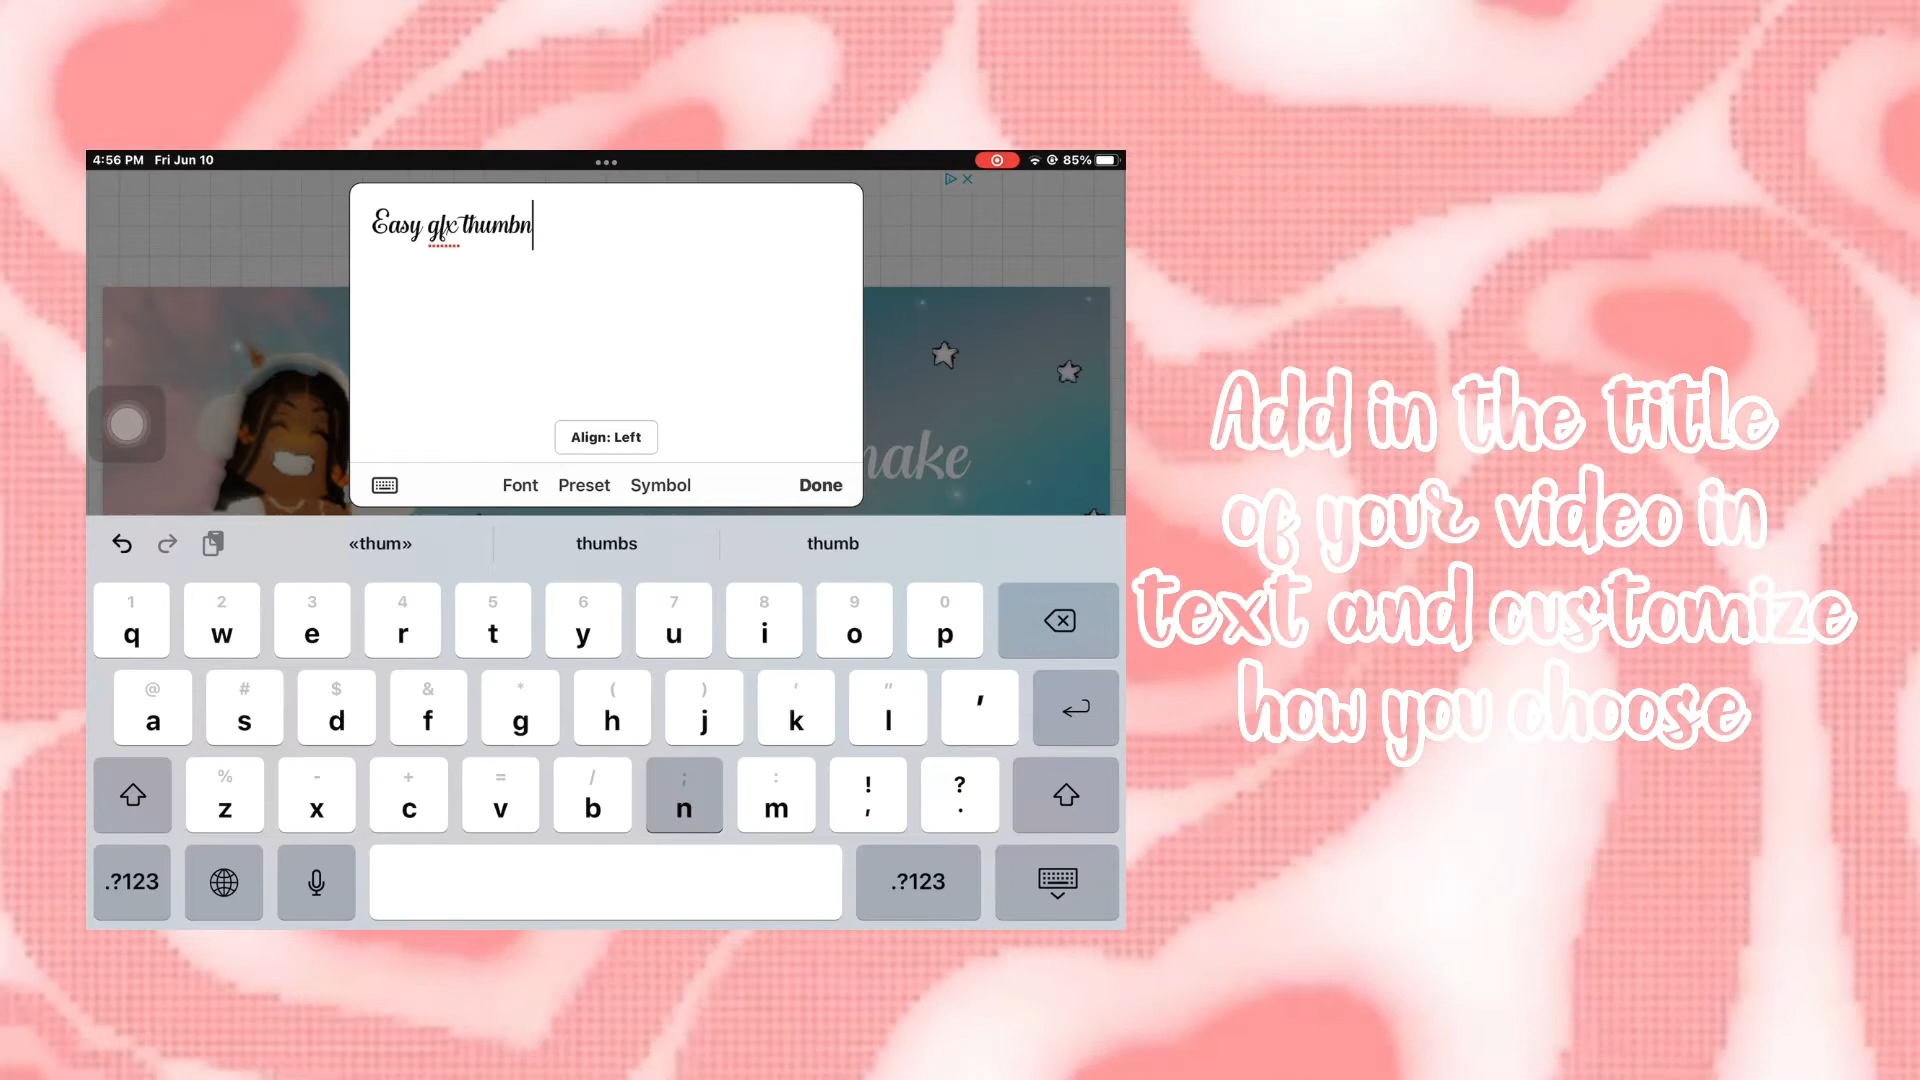 4:56 PM Fri Jun 10
85%
Easy gfx thumbn
Align: Left
Font Preset Symbol Done
make
«thum» thumbs thumb
1 2 3 4 5 6 7 8 9 0
q w e r t y u i o p
@ # $ & * ( ) ' "
a s d f g h j k l '
% - + = / ; : ! ?
z x c v b n m , .
.?123 .?123
Add in the title
of your video in
text and customize
how you choose